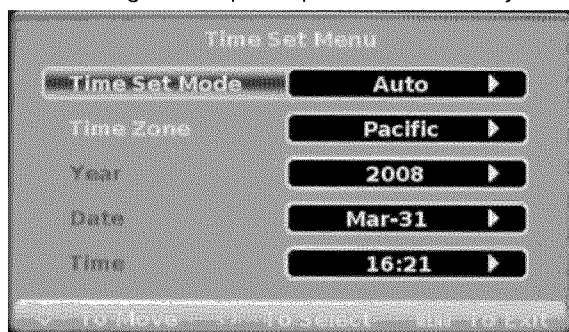 Time Set Menu
Time Set Mode Auto
Time Zone Pacific
Year 2008
Date Mar-31
Time 16:21
To Move To Select To Exit